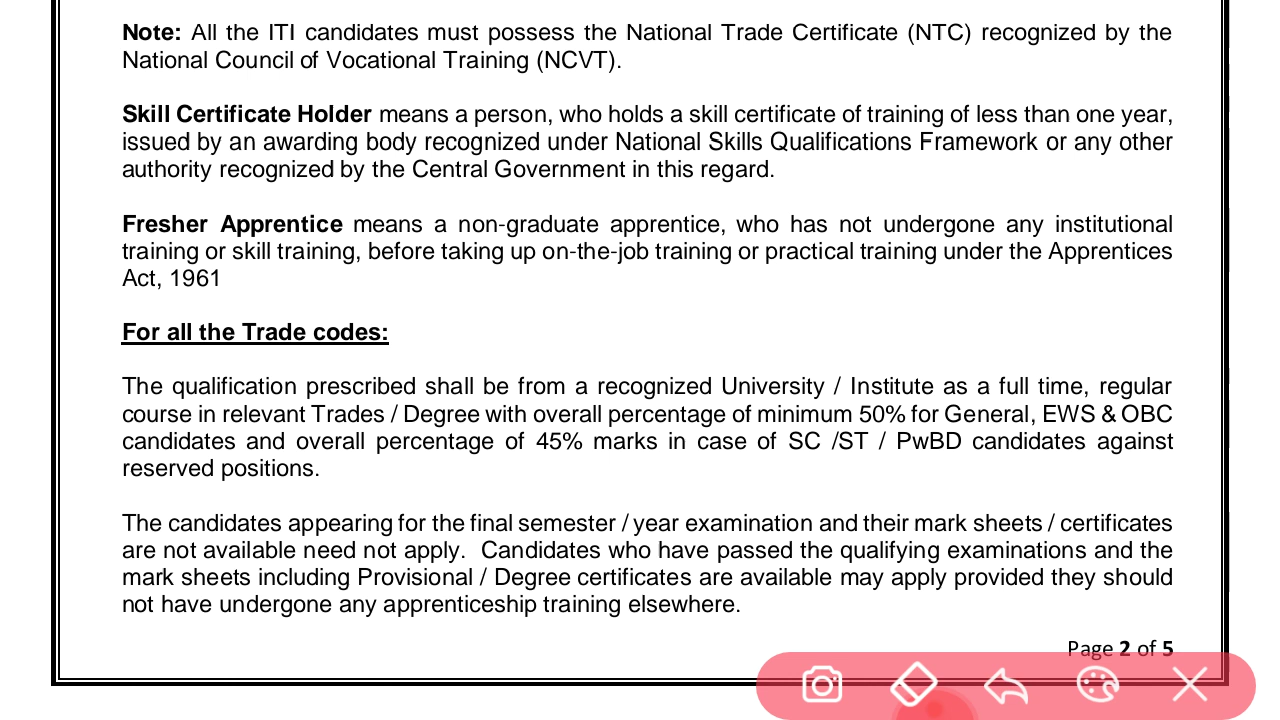 Note: All the ITI candidates must possess the National Trade Certificate (NTC) recognized by the
National Council of Vocational Training (NCVT).
Skill Certificate Holder means a person, who holds a skill certificate of training of less than one year,
issued by an awarding body recognized under National Skills Qualifications Framework or any other
authority recognized by the Central Government in this regard.
Fresher Apprentice means a non-graduate apprentice, who has not undergone any institutional
training or skill training, before taking up on-the-job training or practical training under the Apprentices
Act, 1961
For all the Trade codes:
The qualification prescribed shall be from a recognized University / Institute as a full time, regular
course in relevant Trades / Degree with overall percentage of minimum 50% for General, EWS & OBC
candidates and overall percentage of 45% marks in case of SC /ST / PwBD candidates against
reserved positions.
The candidates appearing for the final semester / year examination and their mark sheets / certificates
are not available need not apply.  Candidates who have passed the qualifying examinations and the
mark sheets including Provisional / Degree certificates are available may apply provided they should
not have undergone any apprenticeship training elsewhere.
Page 2 of 5